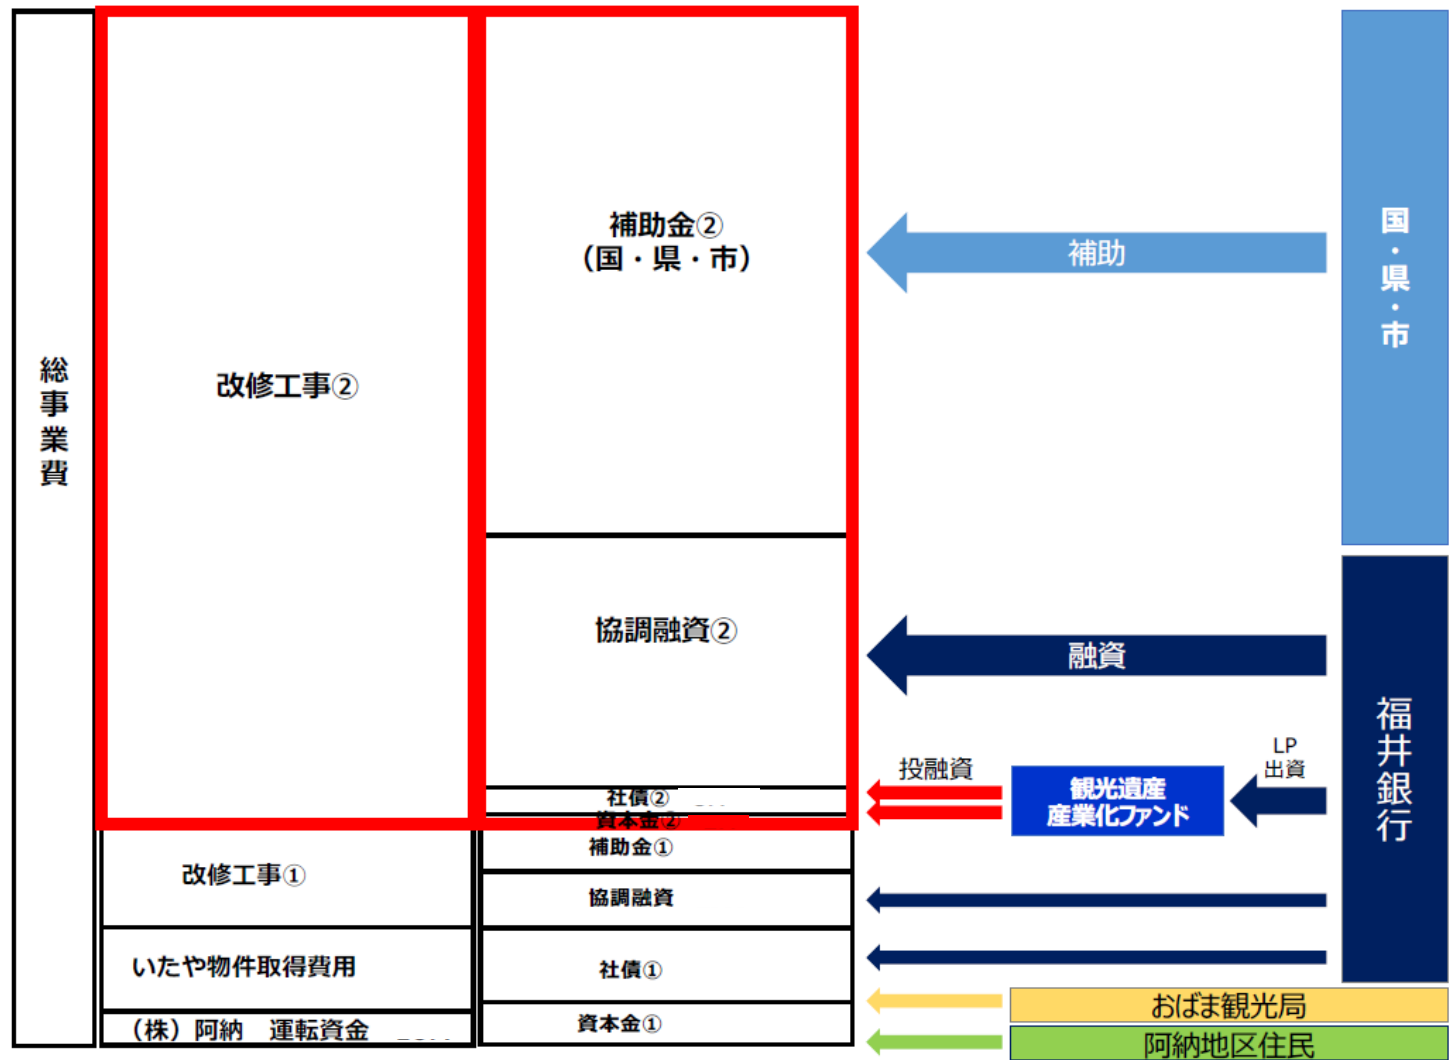 総事業費
改修工事②
改修工事①
いたや物件取得費用
（株）阿納　運転資金
補助金②
（国・県・市）
協調融資②
社債②
資本金②
補助金①
協調融資
社債①
資本金①
補助
融資
投融資
観光遺産
産業化ファンド
LP
出資
国・県・市
福井銀行
おばま観光局
阿納地区住民